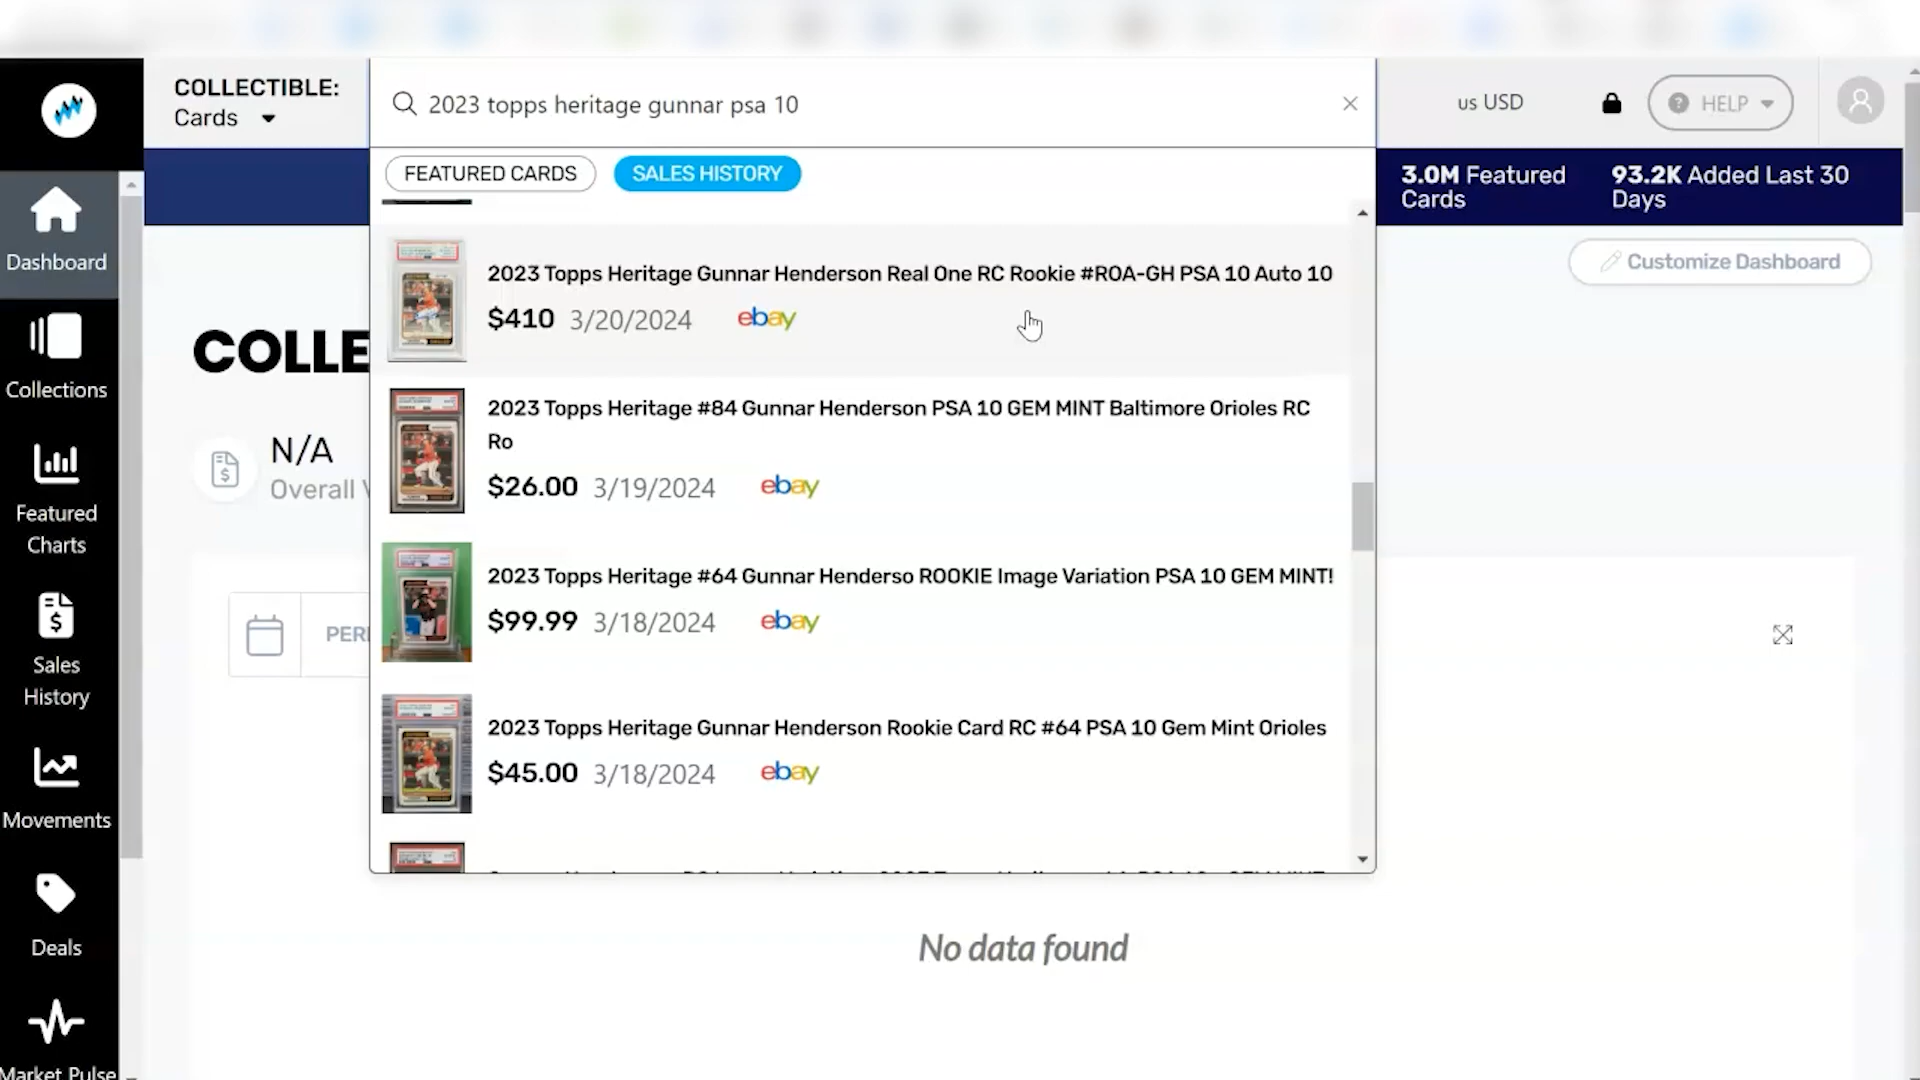 COLLECTIBLE:
Cards
2023 topps heritage gunnar psa 10
us USD
HELP
FEATURED CARDS
SALES HISTORY
3.0M Featured
Cards
93.2K Added Last 30
Days
Customize Dashboard
Dashboard
Collections
Featured
Charts
Sales
History
Movements
Deals
Market Pulse
COLLE
N/A
Overall
2023 Topps Heritage Gunnar Henderson Real One RC Rookie #ROA-GH PSA 10 Auto 10
$410 3/20/2024 ebay
2023 Topps Heritage #84 Gunnar Henderson PSA 10 GEM MINT Baltimore Orioles RC
Ro
$26.00 3/19/2024 ebay
2023 Topps Heritage #64 Gunnar Henderso ROOKIE Image Variation PSA 10 GEM MINT!
$99.99 3/18/2024 ebay
2023 Topps Heritage Gunnar Henderson Rookie Card RC #64 PSA 10 Gem Mint Orioles
$45.00 3/18/2024 ebay
No data found